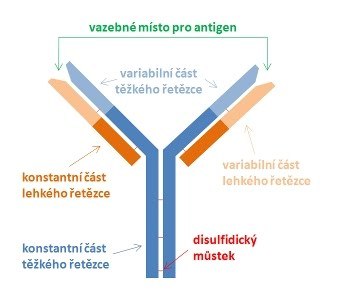 vazebné místo pro antigen
variabilní část
těžkého řetězce
konstantní část
lehkého řetězce
variabilní část
lehkého řetězce
konstantní část
těžkého řetězce
disulfidický
můstek